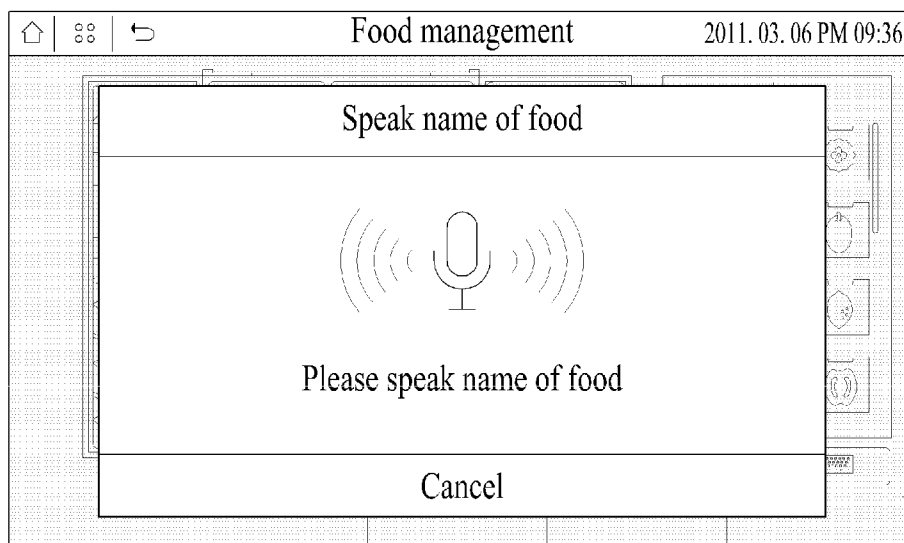 Food management
2011. 03. 06 PM 09:36
Speak name of food
Please speak name of food
Cancel